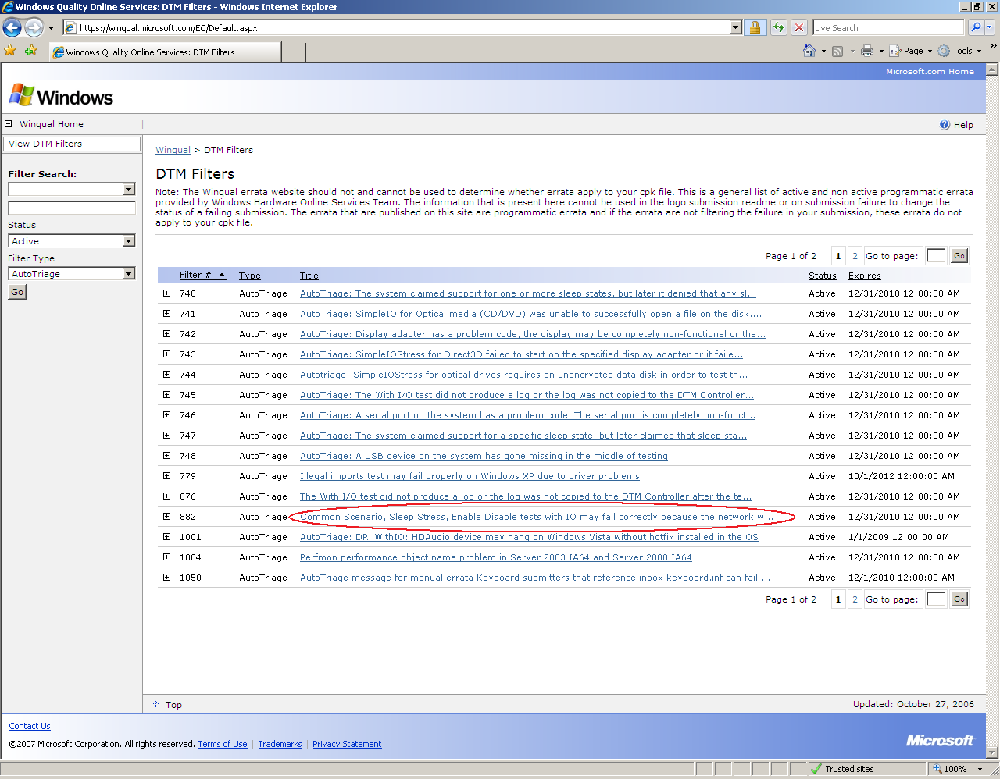 Windows Quality Online Services: DTM Filters - Windows Internet Explorer
https://winqual.microsoft.com/EC/Default.aspx
Live Search
Windows Quality Online Services: DTM Filters
Page
Tools
Microsoft.com Home
Windows
Winqual Home
Help
View DTM Filters
Filter Search:
Status
Active
Filter Type
AutoTriage
Go
Winqual > DTM Filters
DTM Filters
Note: The Winqual errata website should not and cannot be used to determine whether errata apply to your cpk file. This is a general list of active and non active programmatic errata
provided by Windows Hardware Online Services Team. The information that is present here cannot be used in the logo submission readme or on submission failure to change the
status of a failing submission. The errata that are published on this site are programmatic errata and if the errata are not filtering the failure in your submission, these errata do not
apply to your cpk file.
Page 1 of 2 1 2 Go to page: Go
Filter # Type Title Status Expires
740 AutoTriage AutoTriage: The system claimed support for one or more sleep states, but later it denied that any sl... Active 12/31/2010 12:00:00 AM
741 AutoTriage AutoTriage: SimpleIO for Optical media (CD/DVD) was unable to successfully open a file on the disk.... Active 12/31/2010 12:00:00 AM
742 AutoTriage AutoTriage: Display adapter has a problem code, the display may be completely non-functional or the... Active 12/31/2010 12:00:00 AM
743 AutoTriage AutoTriage: SimpleIOStress for Direct3D failed to start on the specified display adapter or it faile... Active 12/31/2010 12:00:00 AM
744 AutoTriage Autotriage: SimpleIOStress for optical drives requires an unencrypted data disk in order to test th... Active 12/31/2010 12:00:00 AM
745 AutoTriage AutoTriage: The With I/O test did not produce a log or the log was not copied to the DTM Controller... Active 12/31/2010 12:00:00 AM
746 AutoTriage AutoTriage: A serial port on the system has a problem code. The serial port is completely non-funct... Active 12/31/2010 12:00:00 AM
747 AutoTriage AutoTriage: The system claimed support for a specific sleep state, but later claimed that sleep sta... Active 12/31/2010 12:00:00 AM
748 AutoTriage AutoTriage: A USB device on the system has gone missing in the middle of testing Active 12/31/2010 12:00:00 AM
779 AutoTriage Illegal imports test may fail properly on Windows XP due to driver problems Active 10/1/2012 12:00:00 AM
876 AutoTriage The With I/O test did not produce a log or the log was not copied to the DTM Controller after the te... Active 12/31/2010 12:00:00 AM
882 AutoTriage Common Scenario, Sleep Stress, Enable Disable tests with IO may fail correctly because the network w... Active 12/31/2010 12:00:00 AM
1001 AutoTriage AutoTriage: DR_WithIO: HDAudio device may hang on Windows Vista without hotfix installed in the OS Active 1/1/2009 12:00:00 AM
1004 AutoTriage Perfmon performance object name problem in Server 2003 IA64 and Server 2008 IA64 Active 12/31/2010 12:00:00 AM
1050 AutoTriage AutoTriage message for manual errata Keyboard submitters that reference inbox keyboard.inf can fail ... Active 12/1/2010 12:00:00 AM
Page 1 of 2 1 2 Go to page: Go
Top
Updated: October 27, 2006
Contact Us
©2007 Microsoft Corporation. All rights reserved. Terms of Use | Trademarks | Privacy Statement
Microsoft
Trusted sites
100%